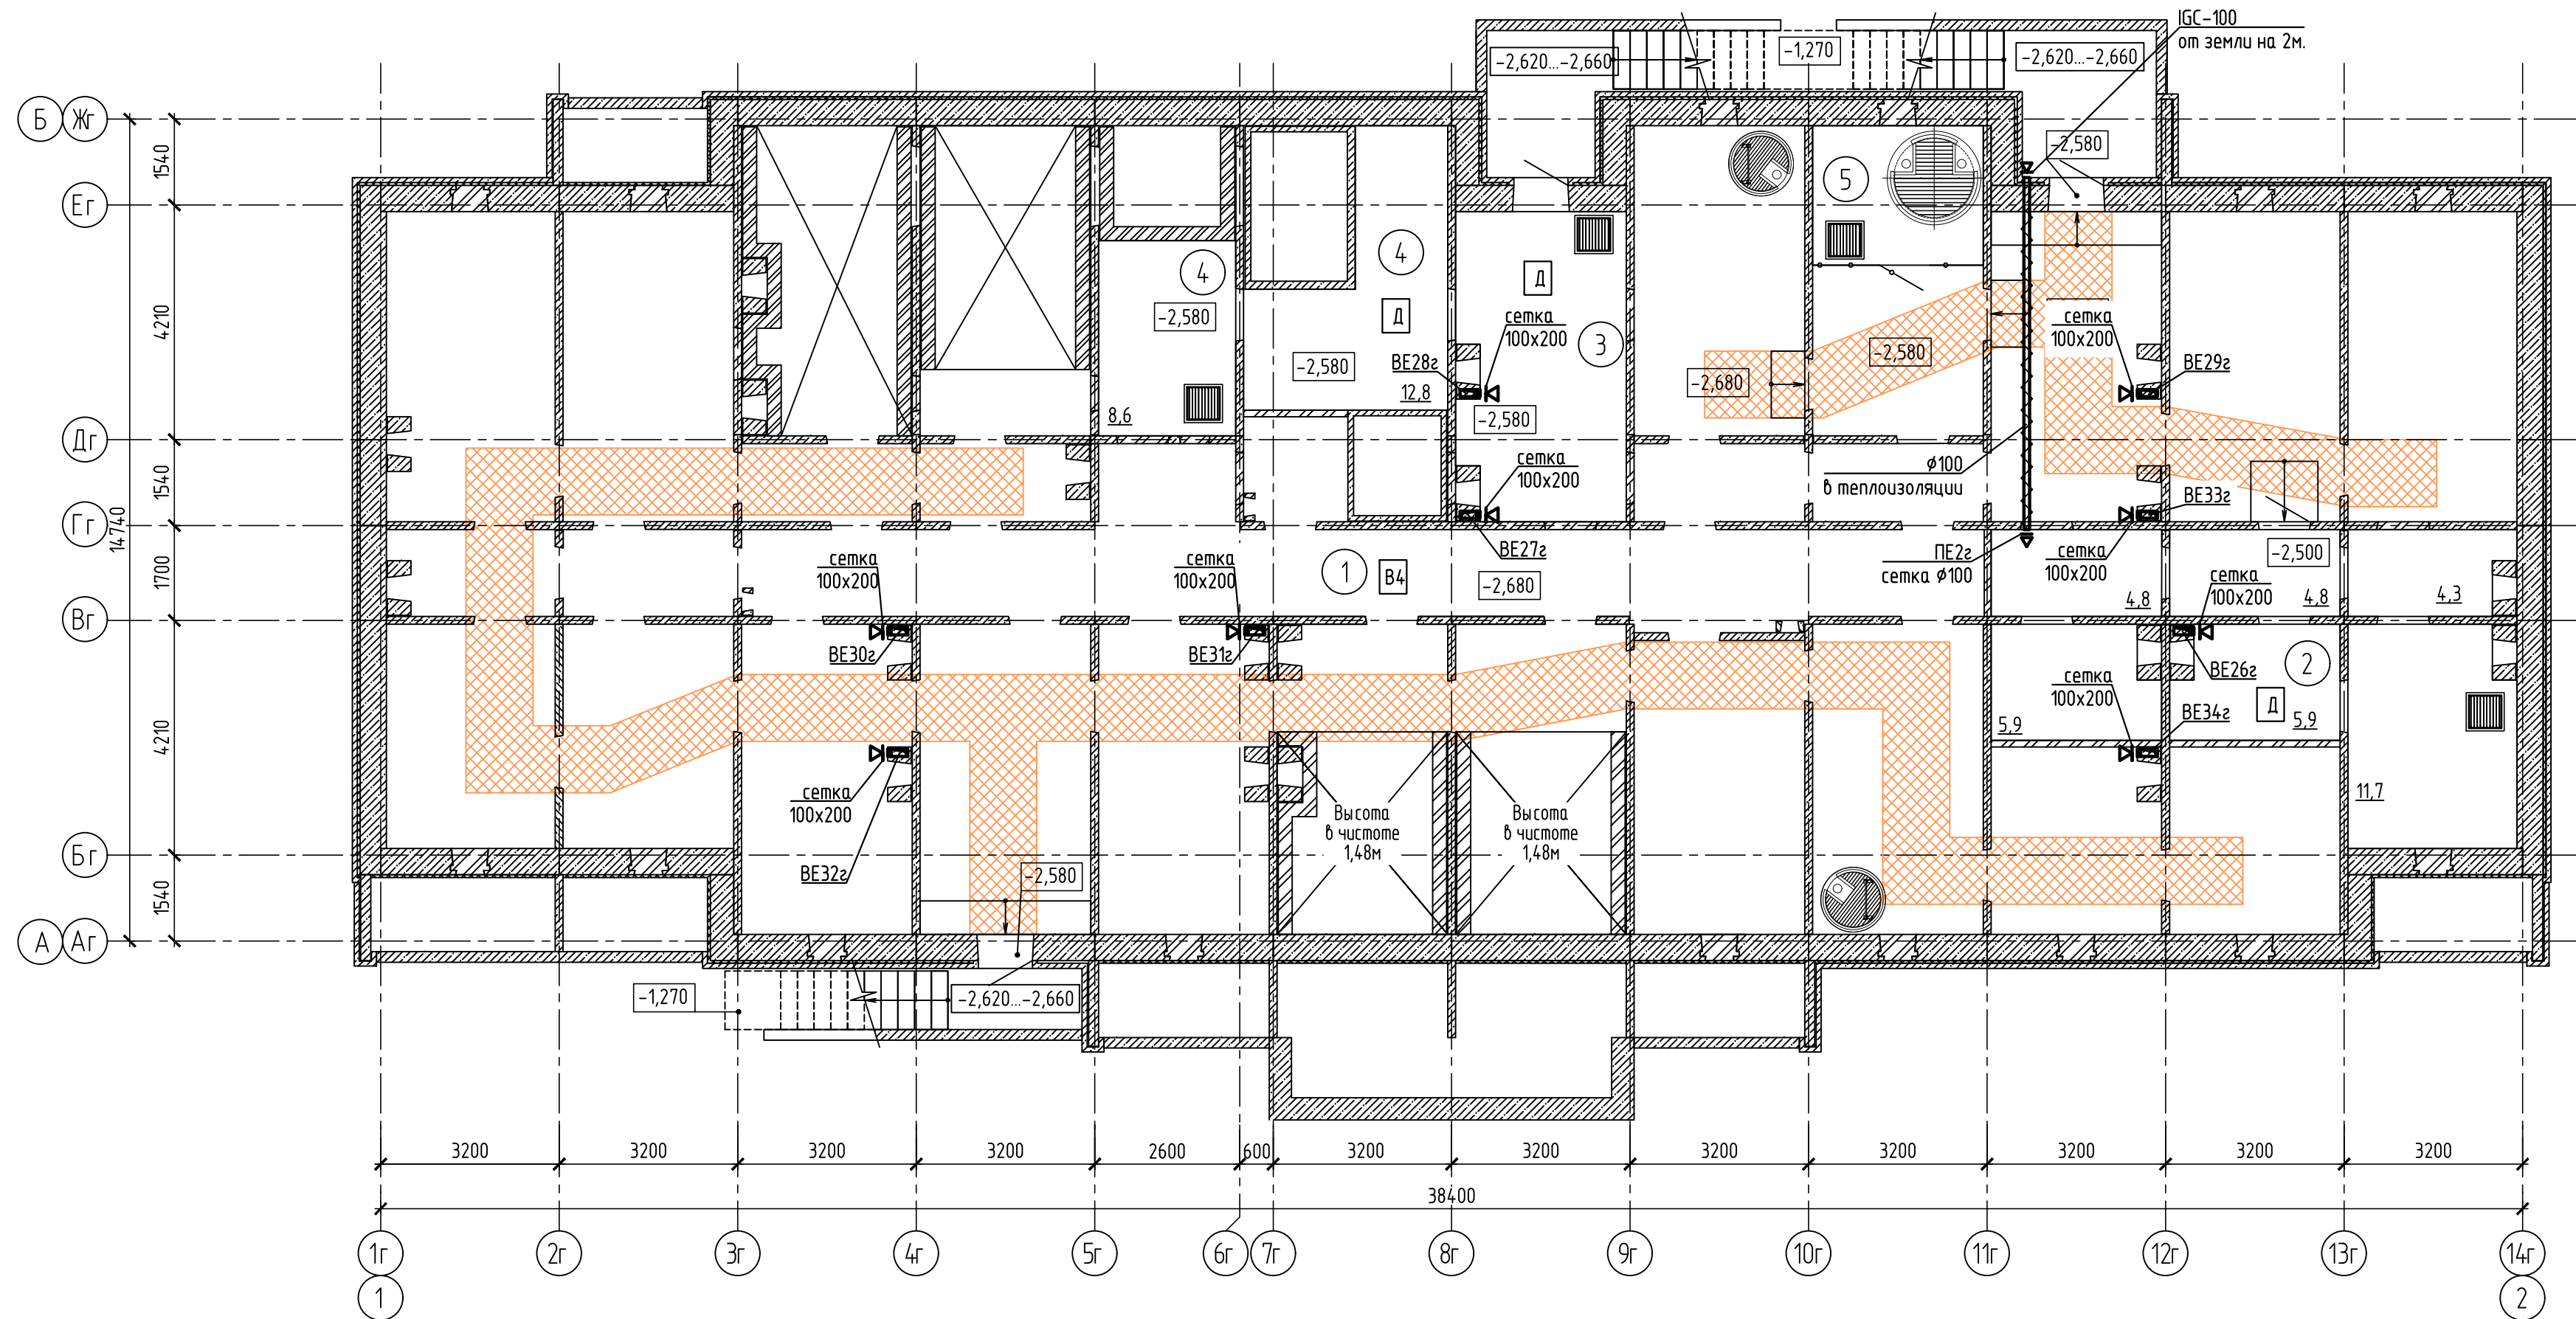 IGC-100
от земли на 2м.
-2,620...-2,660
-1,270
-2,620...-2,660
Б
Жг
-2,580
1540
5
Ег
4
4
Д
4210
-2,580
Д
сетка
100х200
3
сетка
100х200
-2,580
ВЕ28г
-2,580
ВЕ29г
-2,680
12,8
8,6
-2,580
Дг
сетка
100х200
ϕ100
в теплоизоляции
1540
ВЕ33г
Гг
14740
сетка
100х200
сетка
100х200
1
В4
ВЕ27г
-2,680
ПЕ2г
сетка ϕ100
сетка
100х200
-2,500
сетка
100х200
1700
4,8
4,8
4,3
Вг
ВЕ30г
ВЕ31г
сетка
100х200
ВЕ26г
2
Д
ВЕ34г
5,9
5,9
4210
сетка
100х200
Высота
в чистоте
1,48м
Высота
в чистоте
1,48м
11,7
Бг
ВЕ32г
-2,580
1540
А
Аг
-1,270
-2,620...-2,660
3200
3200
3200
3200
2600
600
3200
3200
3200
3200
3200
3200
3200
38400
1г
2г
3г
4г
5г
6г
7г
8г
9г
10г
11г
12г
13г
14г
1
2